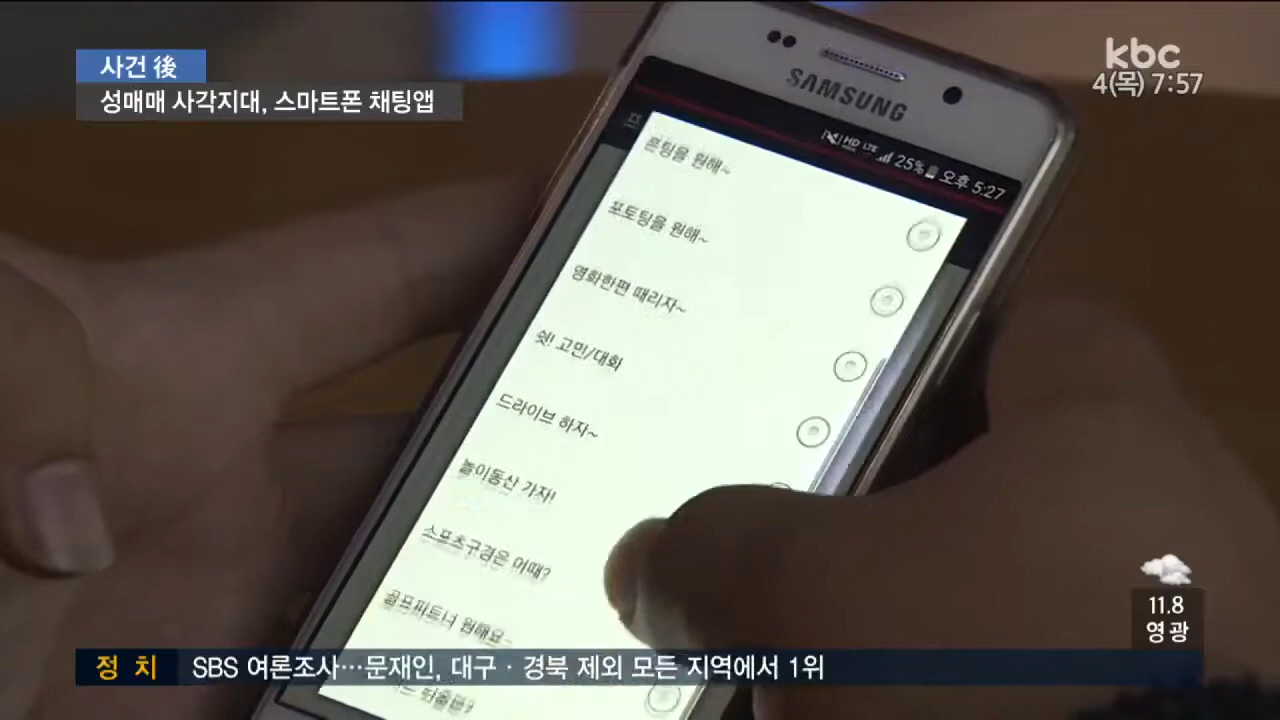 사건 後
성매매 사각지대, 스마트폰 채팅앱
kbc
4(목) 7:57
SAMSUNG
HD LTE 25% 오후 5:27
프
폰팅을 원해~
포토팅을 원해~
영화한편 때리자~
쉿! 고민/대화
드라이브 하자~
놀이동산 가자!
스포츠구경은 어때?
골프파트너 원해요~
11.8
영광
정 치
SBS 여론조사…문재인, 대구·경북 제외 모든 지역에서 1위